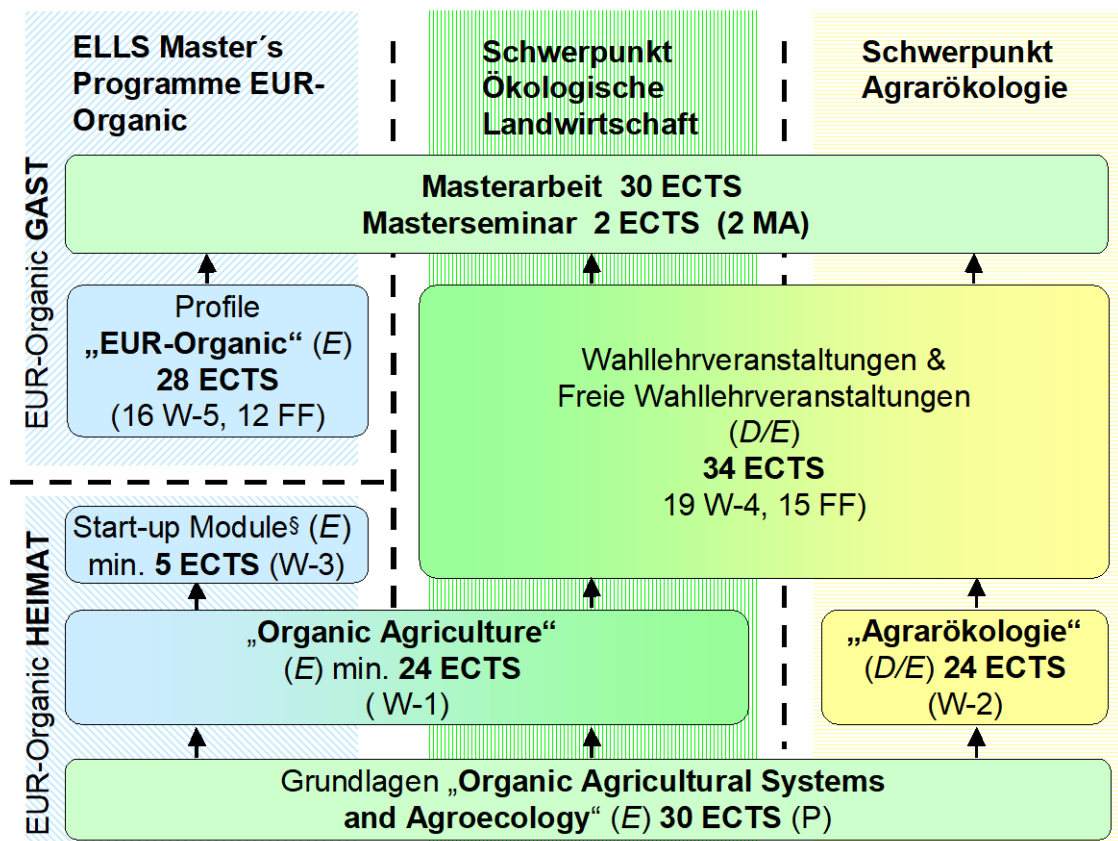 ELLS Master´s
Programme EUR-
Organic
Schwerpunkt
Ökologische
Landwirtschaft
Schwerpunkt
Agrarökologie
EUR-Organic GAST
Masterarbeit 30 ECTS
Masterseminar 2 ECTS (2 MA)
Profile
„EUR-Organic“ (E)
28 ECTS
(16 W-5, 12 FF)
Wahllehrveranstaltungen &
Freie Wahllehrveranstaltungen
(D/E)
34 ECTS
19 W-4, 15 FF)
EUR-Organic HEIMAT
Start-up Module§ (E)
min. 5 ECTS (W-3)
„Organic Agriculture“
(E) min. 24 ECTS
( W-1)
„Agrarökologie“
(D/E) 24 ECTS
(W-2)
Grundlagen „Organic Agricultural Systems
and Agroecology“ (E) 30 ECTS (P)